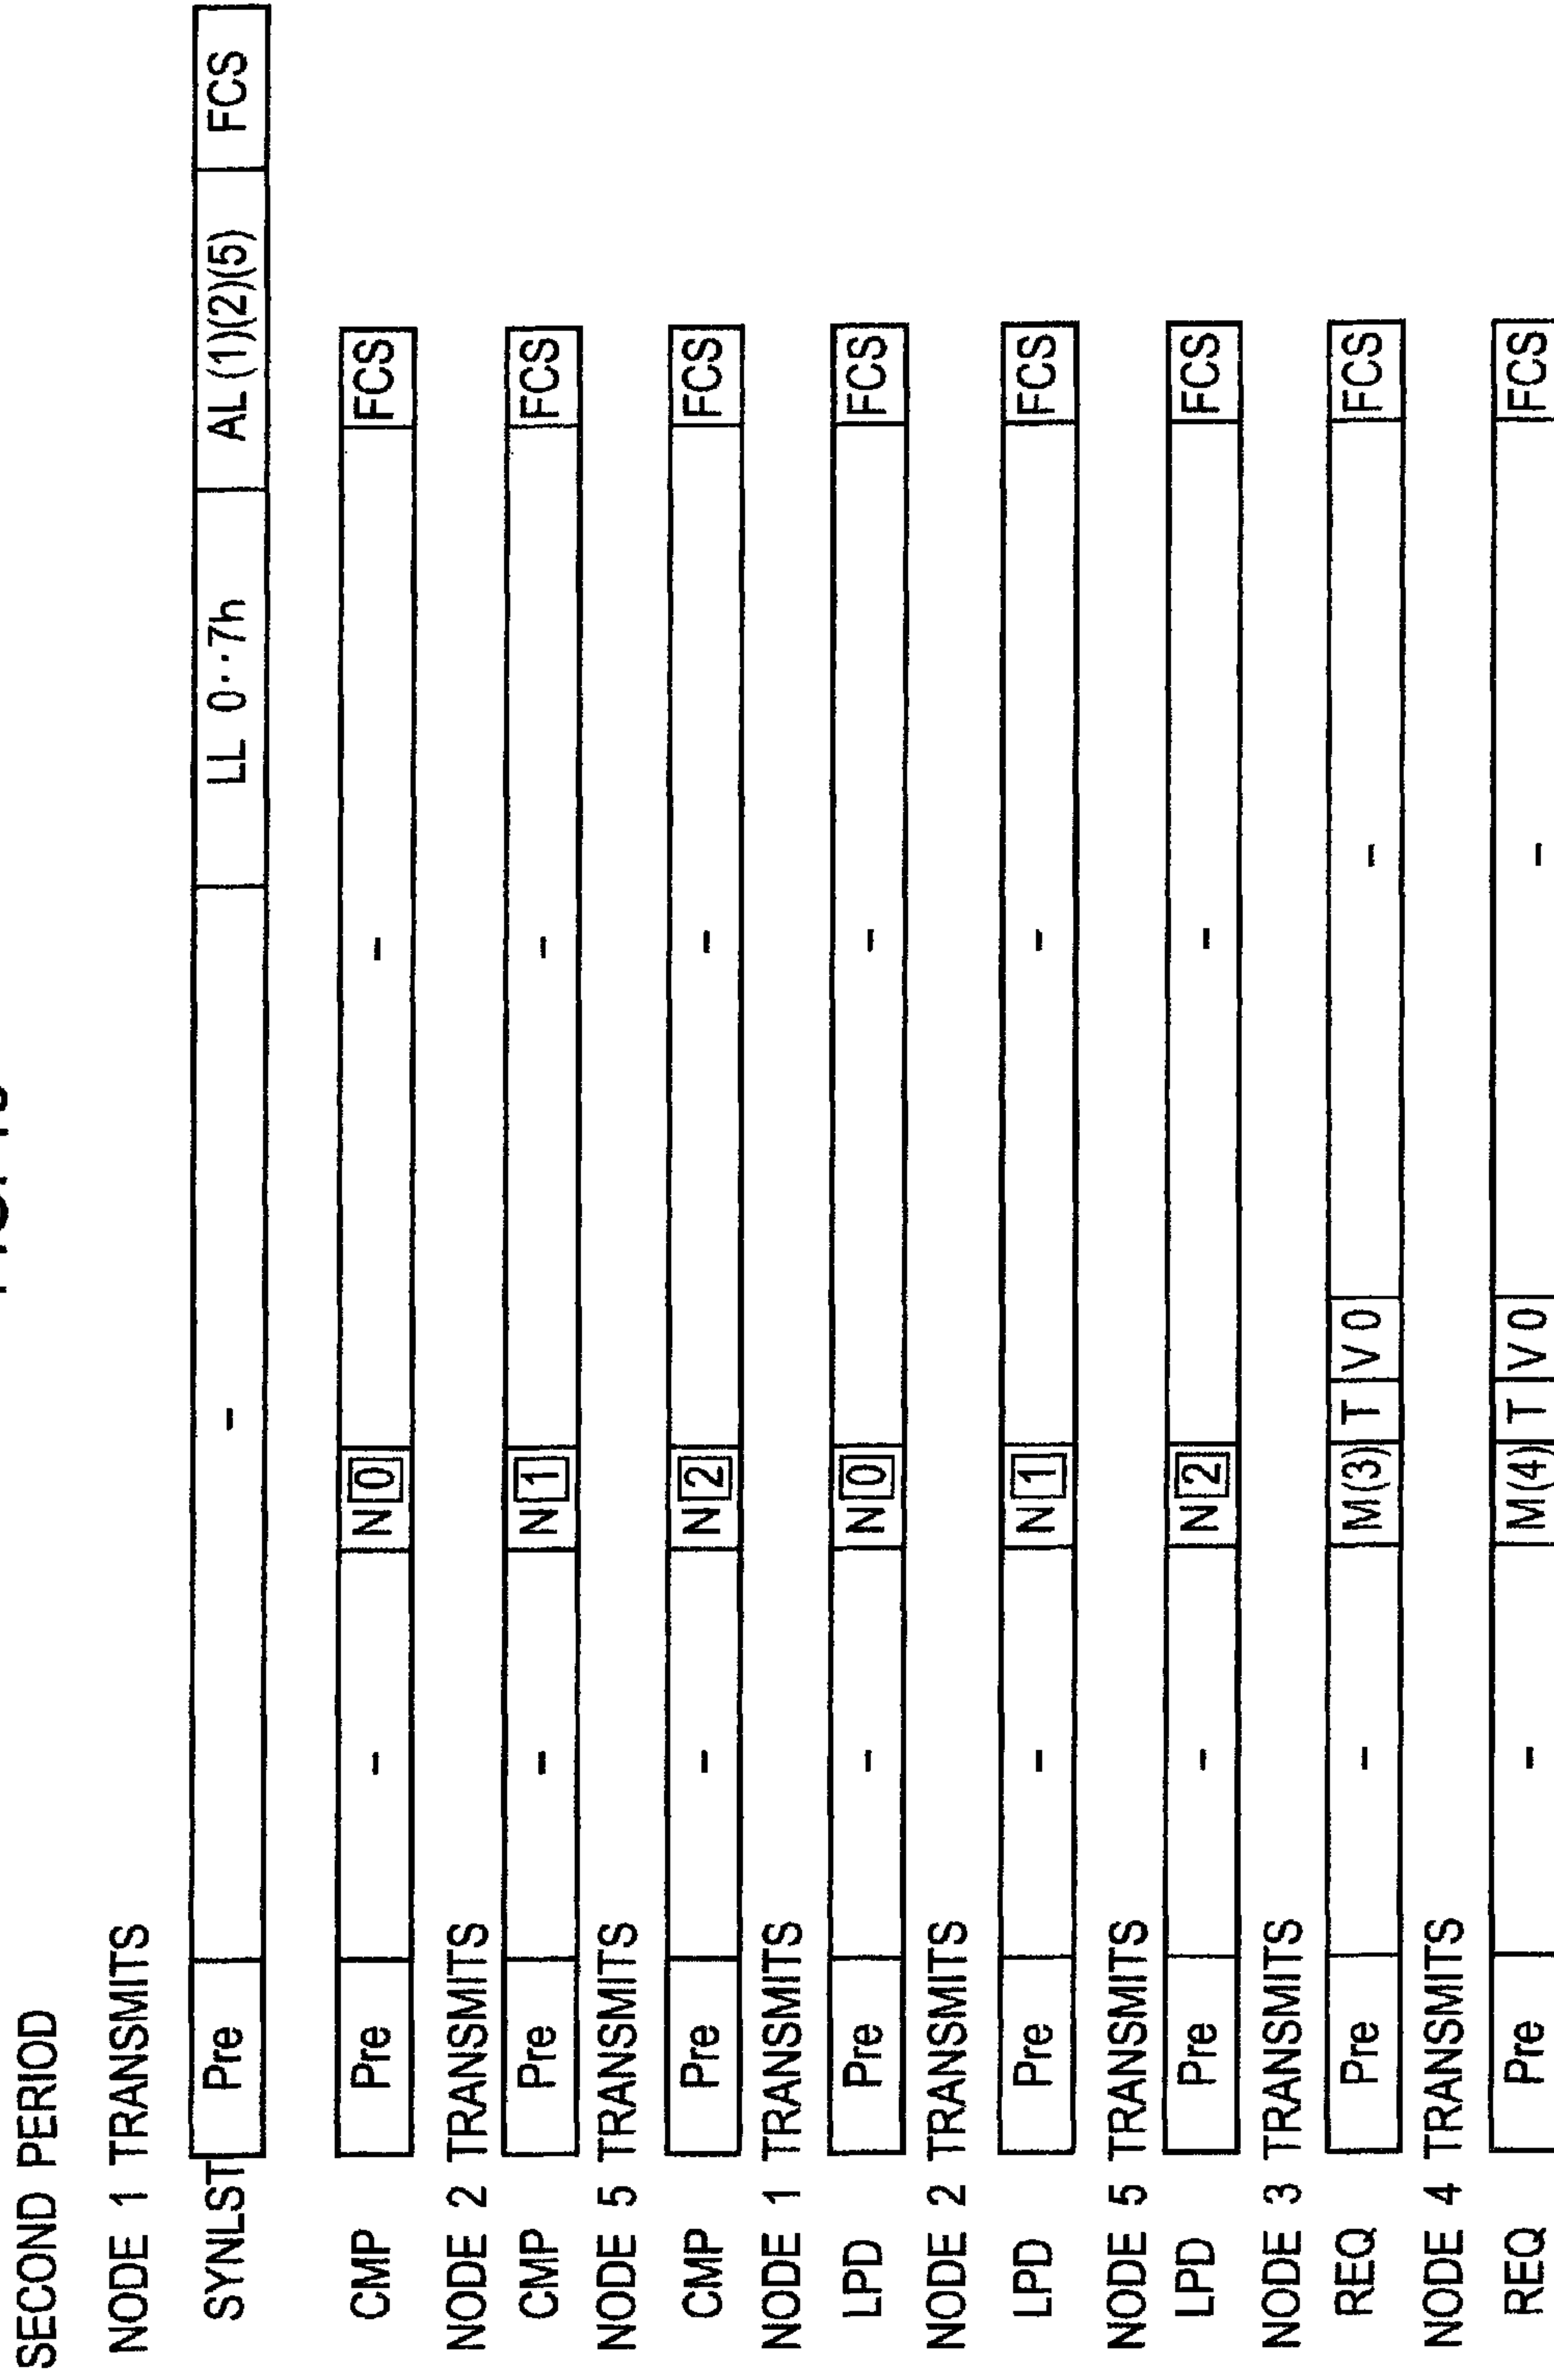 SECOND PERIOD
NODE 1 TRANSMITS
SYNLST Pre - LL 0··7h AL (1)(2)(5) FCS
CMP Pre - N 0 - FCS
NODE 2 TRANSMITS
CMP Pre - N 1 - FCS
NODE 5 TRANSMITS
CMP Pre - N 2 - FCS
NODE 1 TRANSMITS
LPD Pre - N 0 - FCS
NODE 2 TRANSMITS
LPD Pre - N 1 - FCS
NODE 5 TRANSMITS
LPD Pre - N 2 - FCS
NODE 3 TRANSMITS
REQ Pre - M(3) T V 0 - FCS
NODE 4 TRANSMITS
REQ Pre - M(4) T V 0 - FCS